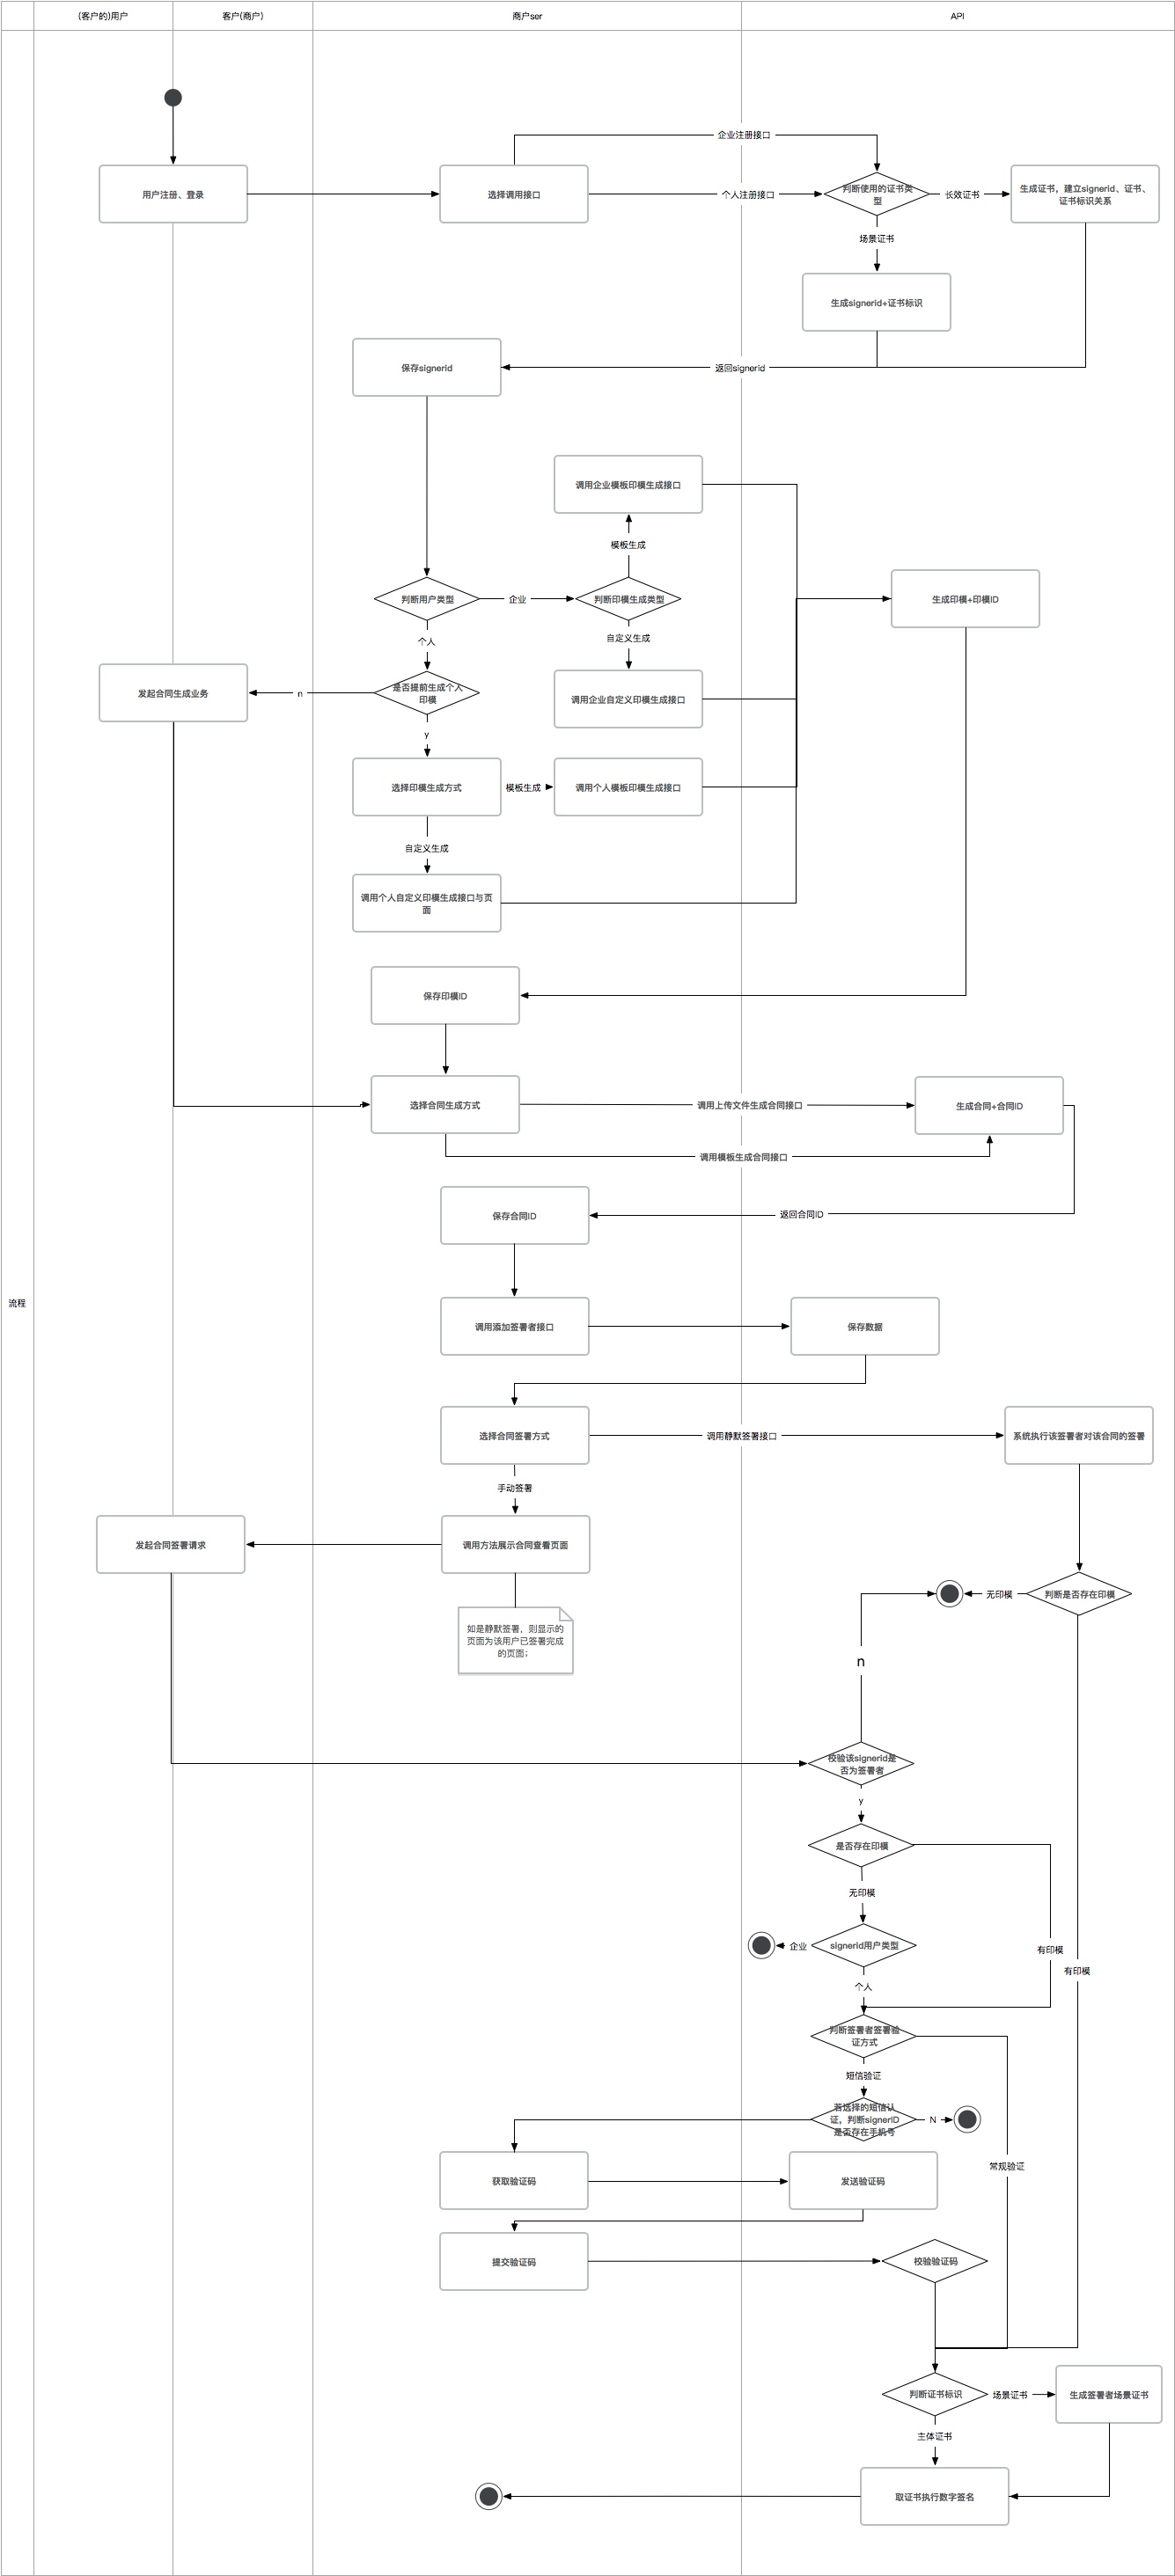 (客户的)用户
客户(商户)
商户ser
API
流程
企业注册接口
用户注册、登录
选择调用接口
个人注册接口
判断使用的证书类
型
长效证书
生成证书，建立signerid、证书、
证书标识关系
场景证书
生成signerid+证书标识
保存signerid
返回signerid
调用企业模板印模生成接口
模板生成
判断用户类型
企业
判断印模生成类型
生成印模+印模ID
个人
自定义生成
发起合同生成业务
n
是否提前生成个人
印模
调用企业自定义印模生成接口
y
选择印模生成方式
模板生成
调用个人模板印模生成接口
自定义生成
调用个人自定义印模生成接口与页
面
保存印模ID
选择合同生成方式
调用上传文件生成合同接口
生成合同+合同ID
调用模板生成合同接口
保存合同ID
返回合同ID
调用添加签署者接口
保存数据
选择合同签署方式
调用静默签署接口
系统执行该签署者对该合同的签署
手动签署
发起合同签署请求
调用方法展示合同查看页面
无印模
判断是否存在印模
如是静默签署，则显示的
页面为该用户已签署完成
的页面；
n
校验该signerid是
否为签署者
y
是否存在印模
无印模
企业
signerid用户类型
有印模
有印模
个人
判断签署者签署验
证方式
短信验证
若选择的短信认
证，判断signerID
是否存在手机号
N
常规验证
获取验证码
发送验证码
提交验证码
校验验证码
判断证书标识
场景证书
生成签署者场景证书
主体证书
取证书执行数字签名